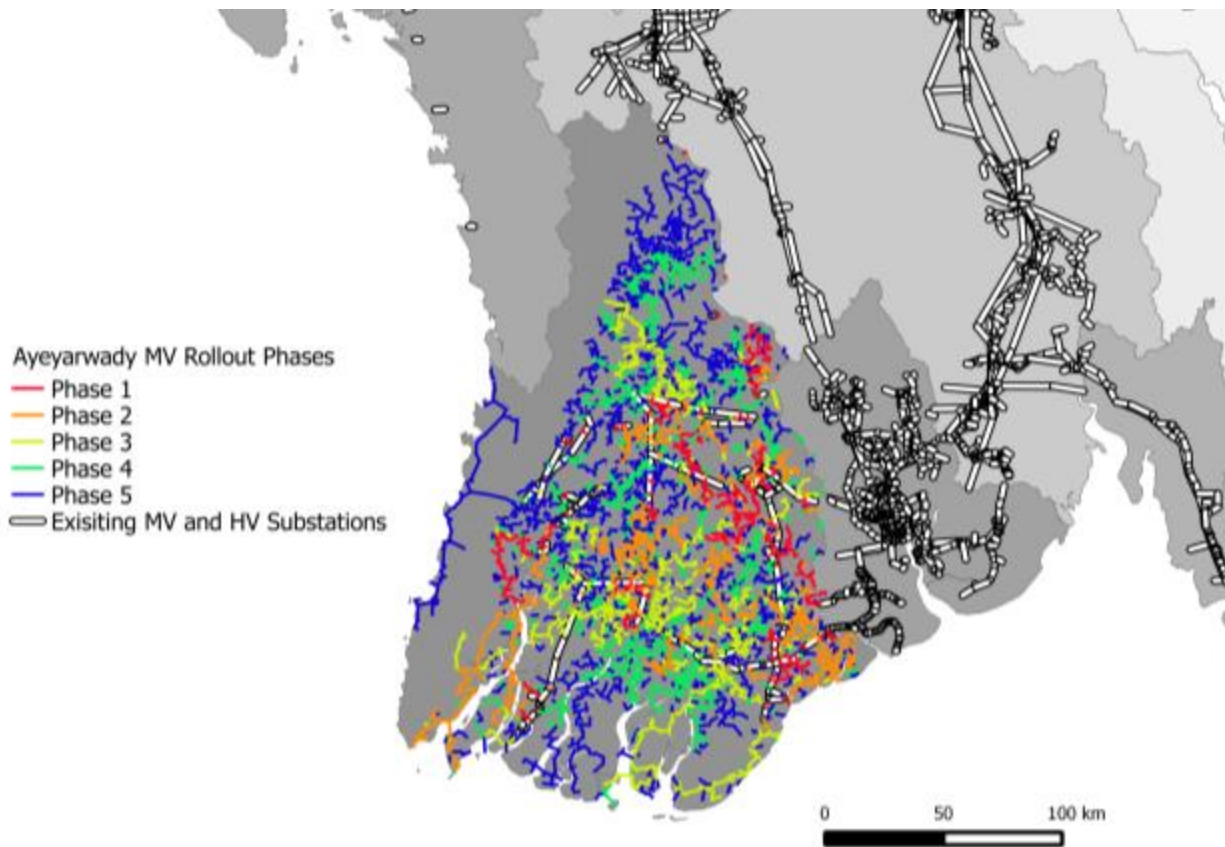 Ayeyarwady MV Rollout Phases
Phase 1
Phase 2
Phase 3
Phase 4
Phase 5
Exisiting MV and HV Substations
0 50 100 km